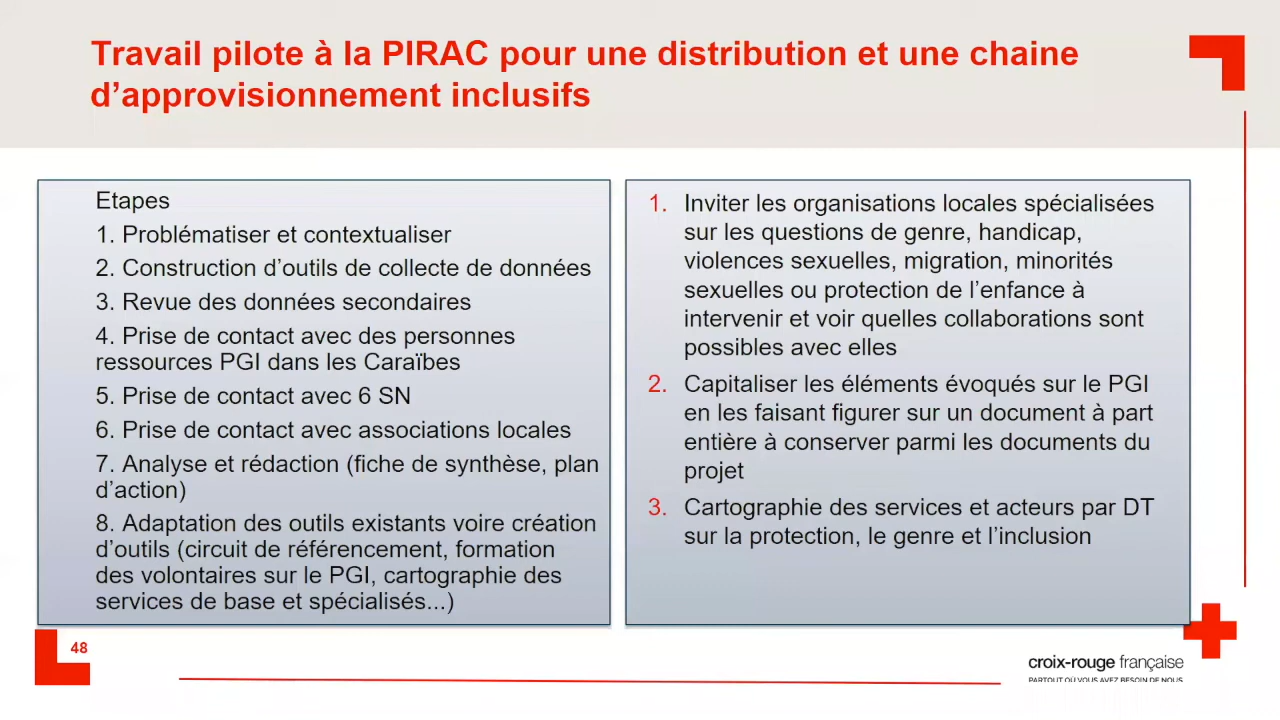 Travail pilote à la PIRAC pour une distribution et une chaine
d’approvisionnement inclusifs
Etapes
1. Problématiser et contextualiser
2. Construction d’outils de collecte de données
3. Revue des données secondaires
4. Prise de contact avec des personnes
ressources PGI dans les Caraïbes
5. Prise de contact avec 6 SN
6. Prise de contact avec associations locales
7. Analyse et rédaction (fiche de synthèse, plan
d’action)
8. Adaptation des outils existants voire création
d’outils (circuit de référencement, formation
des volontaires sur le PGI, cartographie des
services de base et spécialisés...)
1. Inviter les organisations locales spécialisées
sur les questions de genre, handicap,
violences sexuelles, migration, minorités
sexuelles ou protection de l’enfance à
intervenir et voir quelles collaborations sont
possibles avec elles
2. Capitaliser les éléments évoqués sur le PGI
en les faisant figurer sur un document à part
entière à conserver parmi les documents du
projet
3. Cartographie des services et acteurs par DT
sur la protection, le genre et l’inclusion
48
croix-rouge française
PARTOUT OÙ VOUS AVEZ BESOIN DE NOUS